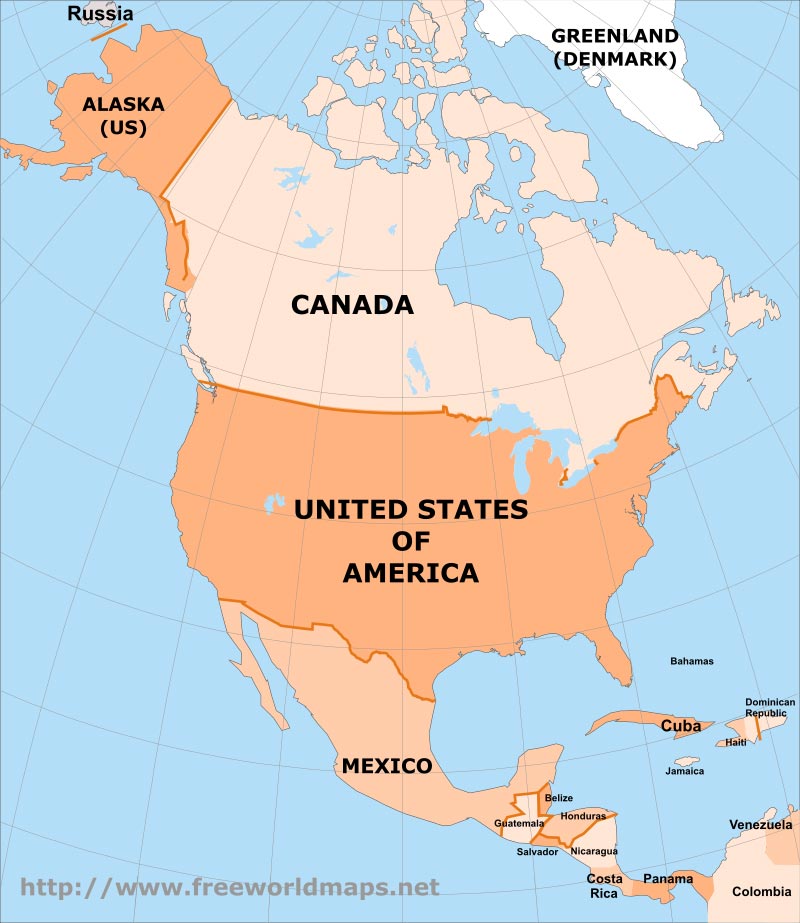 Russia
GREENLAND
(DENMARK)
ALASKA
(US)
CANADA
UNITED STATES
OF
AMERICA
Bahamas
Dominican
Republic
Cuba
Haiti
MEXICO
Jamaica
Belize
Honduras
Guatemala
Venezuela
Salvador
Nicaragua
Costa
Rica
Panama
Colombia
http://www.freeworldmaps.net